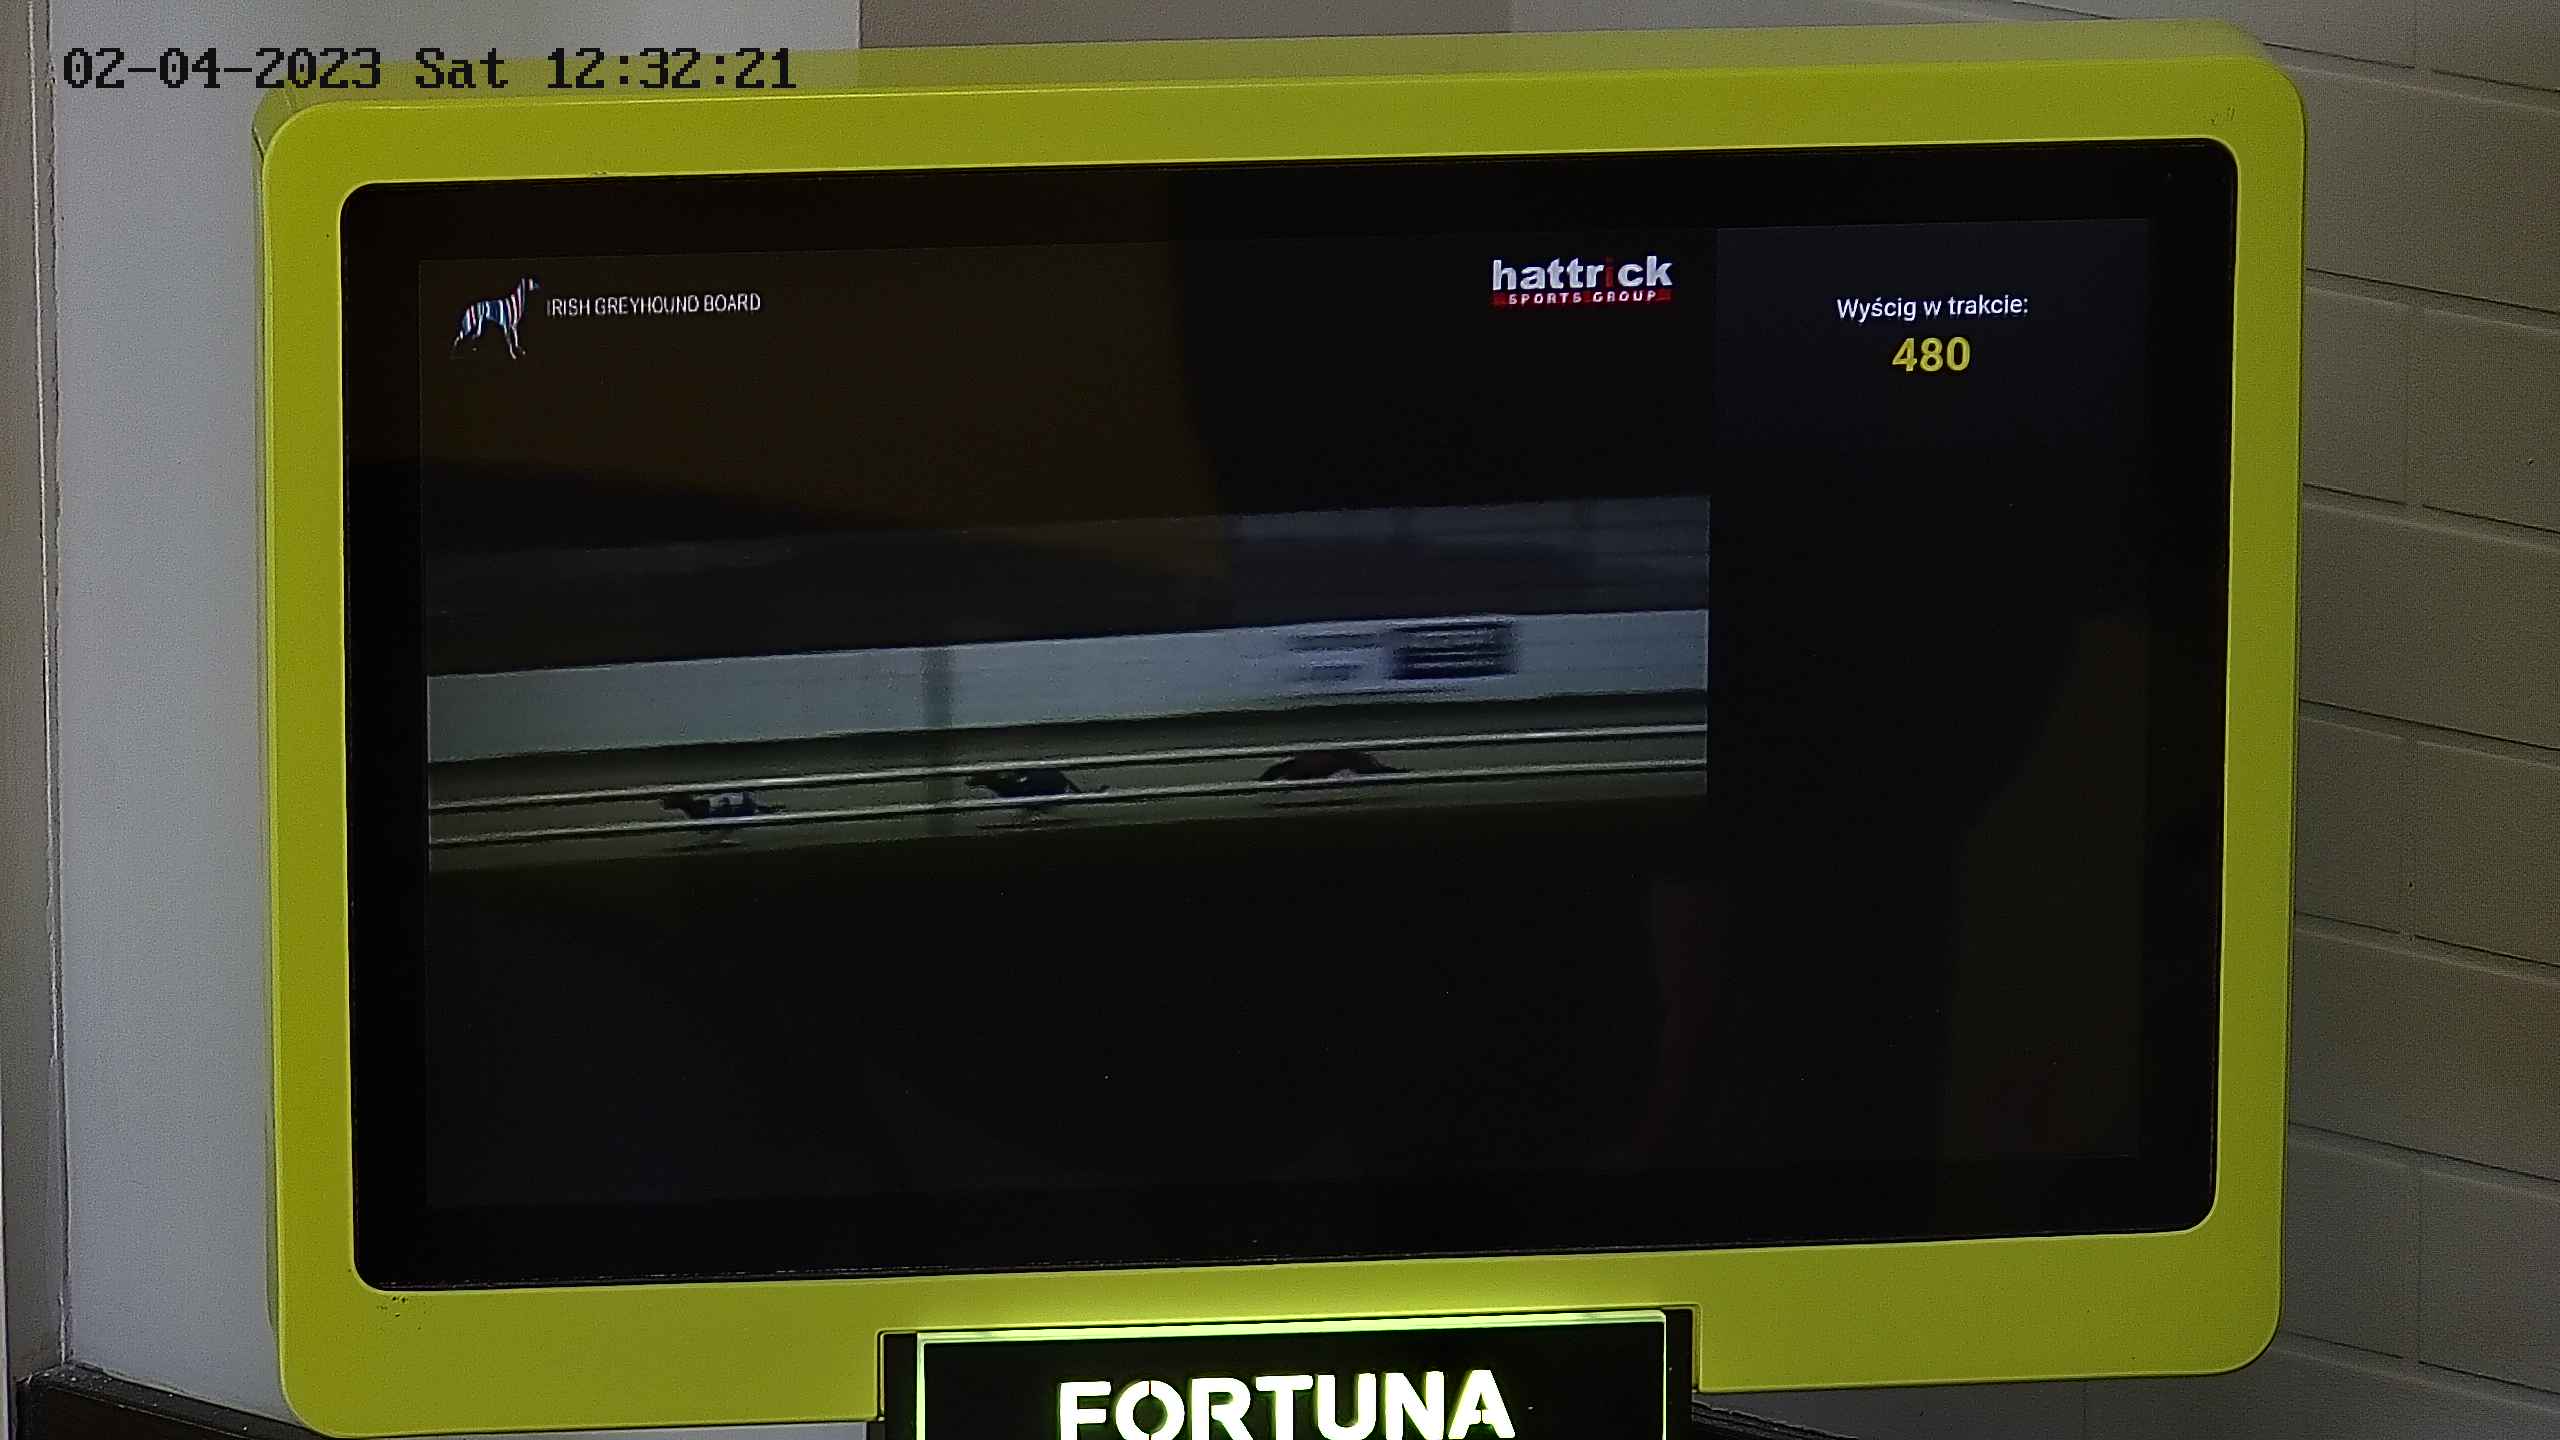 02-04-2023 Sat 12:32:21
IRISH GREYHOUND BOARD
hattrick
SPORTS GROUP
Wyścig w trakcie:
480
FORTUNA